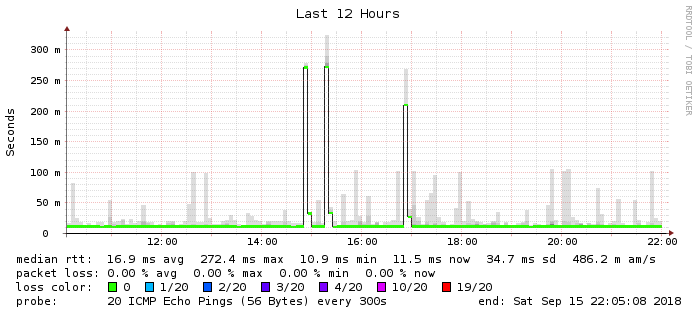 Last 12 Hours
RRDTOOL / TOBI OETIKER
Seconds
300 m
250 m
200 m
150 m
100 m
50 m
0
12:00 14:00 16:00 18:00 20:00 22:00
median rtt: 16.9 ms avg 272.4 ms max 10.9 ms min 11.5 ms now 34.7 ms sd 486.2 m am/s
packet loss: 0.00 % avg 0.00 % max 0.00 % min 0.00 % now
loss color: 0 1/20 2/20 3/20 4/20 10/20 19/20
probe: 20 ICMP Echo Pings (56 Bytes) every 300s end: Sat Sep 15 22:05:08 2018